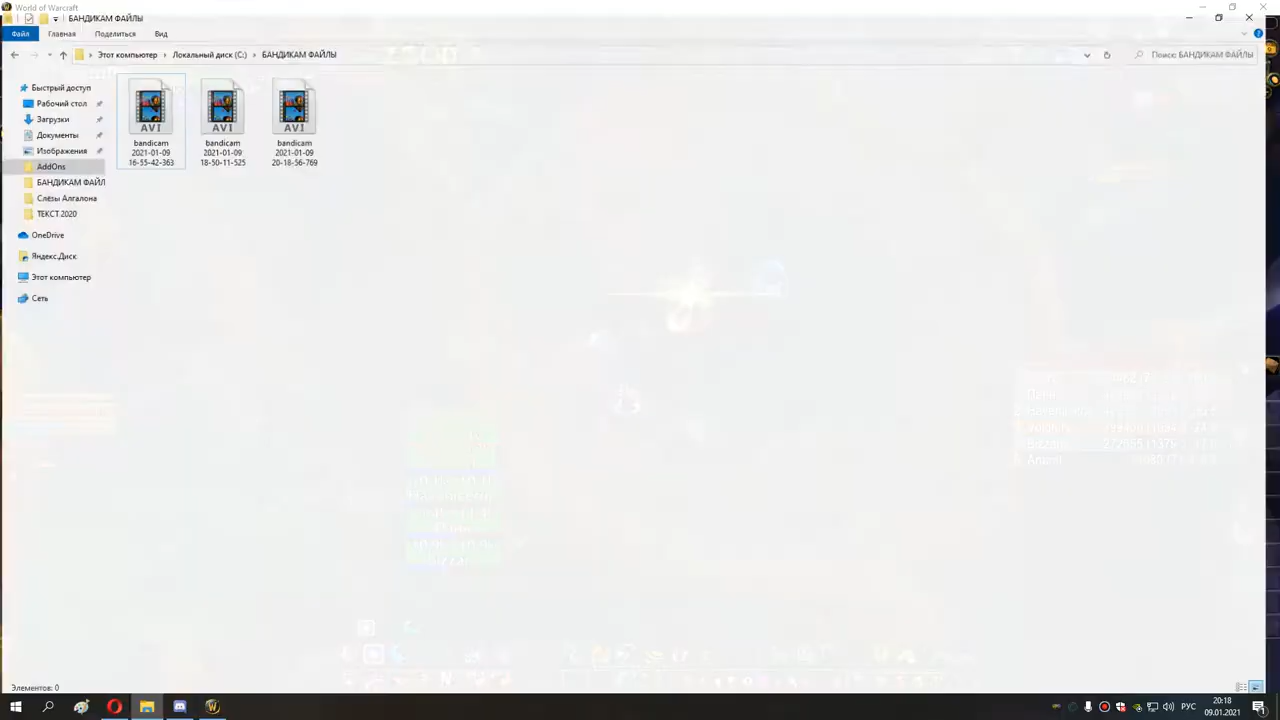 World of Warcraft
БАНДИКАМ ФАЙЛЫ
Файл Главная Поделиться Вид
Этот компьютер Локальный диск (C:) БАНДИКАМ ФАЙЛЫ
Поиск: БАНДИКАМ ФАЙЛЫ
Быстрый доступ
Рабочий стол
Загрузки
Документы
Изображения
AddOns
БАНДИКАМ ФАЙЛ
Слёзы Алгалона
ТЕКСТ 2020
OneDrive
Яндекс.Диск
Этот компьютер
Сеть
AVI
bandicam
2021-01-09
16-55-42-363
AVI
bandicam
2021-01-09
18-50-11-525
AVI
bandicam
2021-01-09
20-18-56-769
Элементов: 0
РУС
20:18
09.01.2021